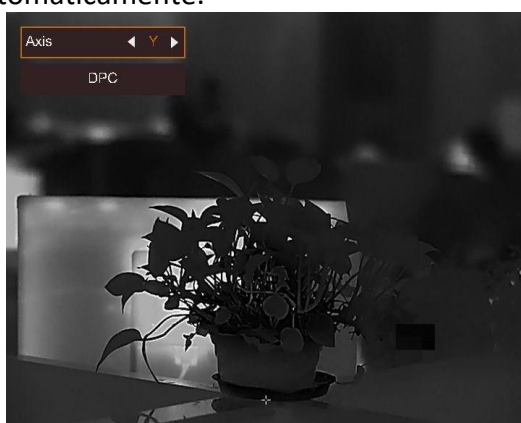 tomaticamente.
Axis ◀ Y ▶
DPC